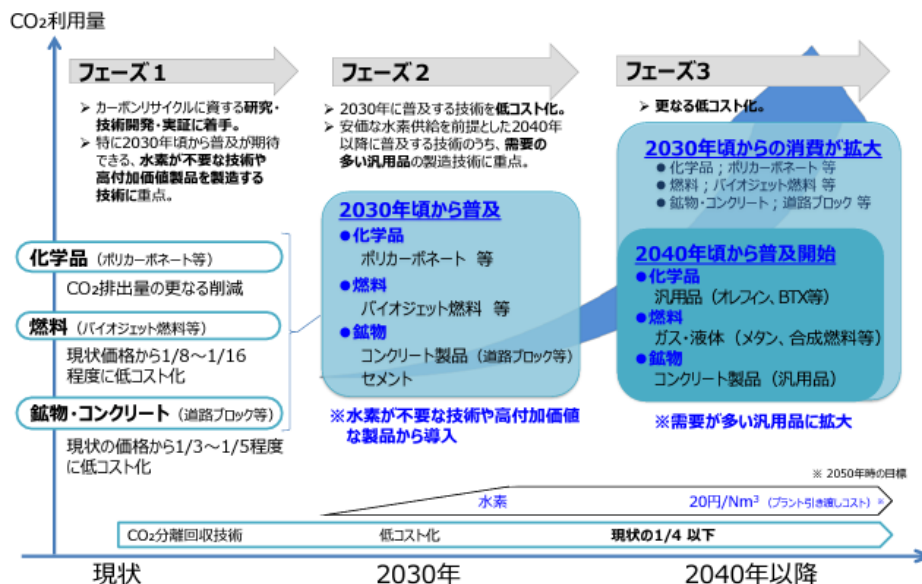 CO₂利用量
フェーズ１
➢ カーボンリサイクルに資する研究・
技術開発・実証に着手。
➢ 特に2030年頃から普及が期待
できる、水素が不要な技術や
高付加価値製品を製造する
技術に重点。
化学品（ポリカーボネート等）
CO₂排出量の更なる削減
燃料（バイオジェット燃料等）
現状価格から1/8～1/16
程度に低コスト化
鉱物・コンクリート（道路ブロック等）
現状の価格から1/3～1/5程度
に低コスト化
フェーズ２
➢ 2030年に普及する技術を低コスト化。
➢ 安価な水素供給を前提とした2040年
以降に普及する技術のうち、需要の
多い汎用品の製造技術に重点。
2030年頃から普及
●化学品
ポリカーボネート 等
●燃料
バイオジェット燃料 等
●鉱物
コンクリート製品（道路ブロック等）
セメント
※水素が不要な技術や高付加価値
な製品から導入
フェーズ3
➢ 更なる低コスト化。
2030年頃からの消費が拡大
● 化学品；ポリカーボネート 等
● 燃料；バイオジェット燃料 等
● 鉱物・コンクリート；道路ブロック 等
2040年頃から普及開始
●化学品
汎用品（オレフィン、BTX等）
●燃料
ガス・液体（メタン、合成燃料等）
●鉱物
コンクリート製品（汎用品）
※需要が多い汎用品に拡大
※ 2050年時の目標
水素 20円/Nm³（プラント引き渡しコスト）※
CO₂分離回収技術 低コスト化 現状の1/4 以下
現状 2030年 2040年以降